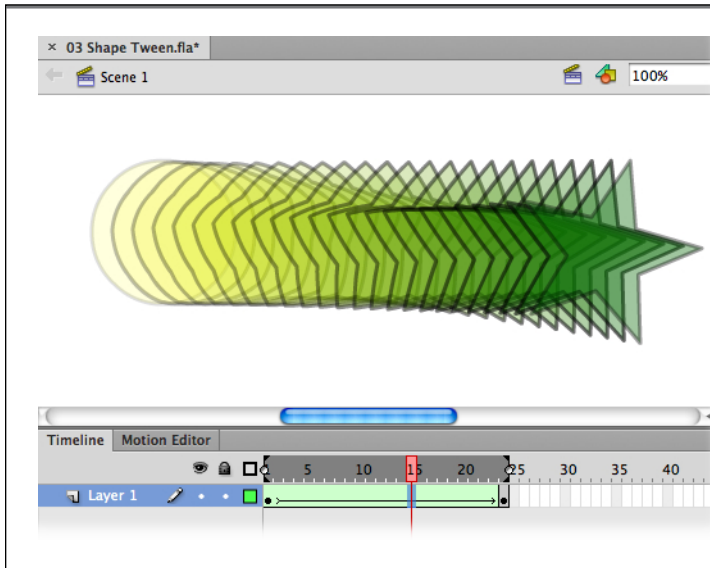 × 03 Shape Tween.fla*
Scene 1 100%
Timeline Motion Editor
1 5 10 15 20 25 30 35 40
Layer 1